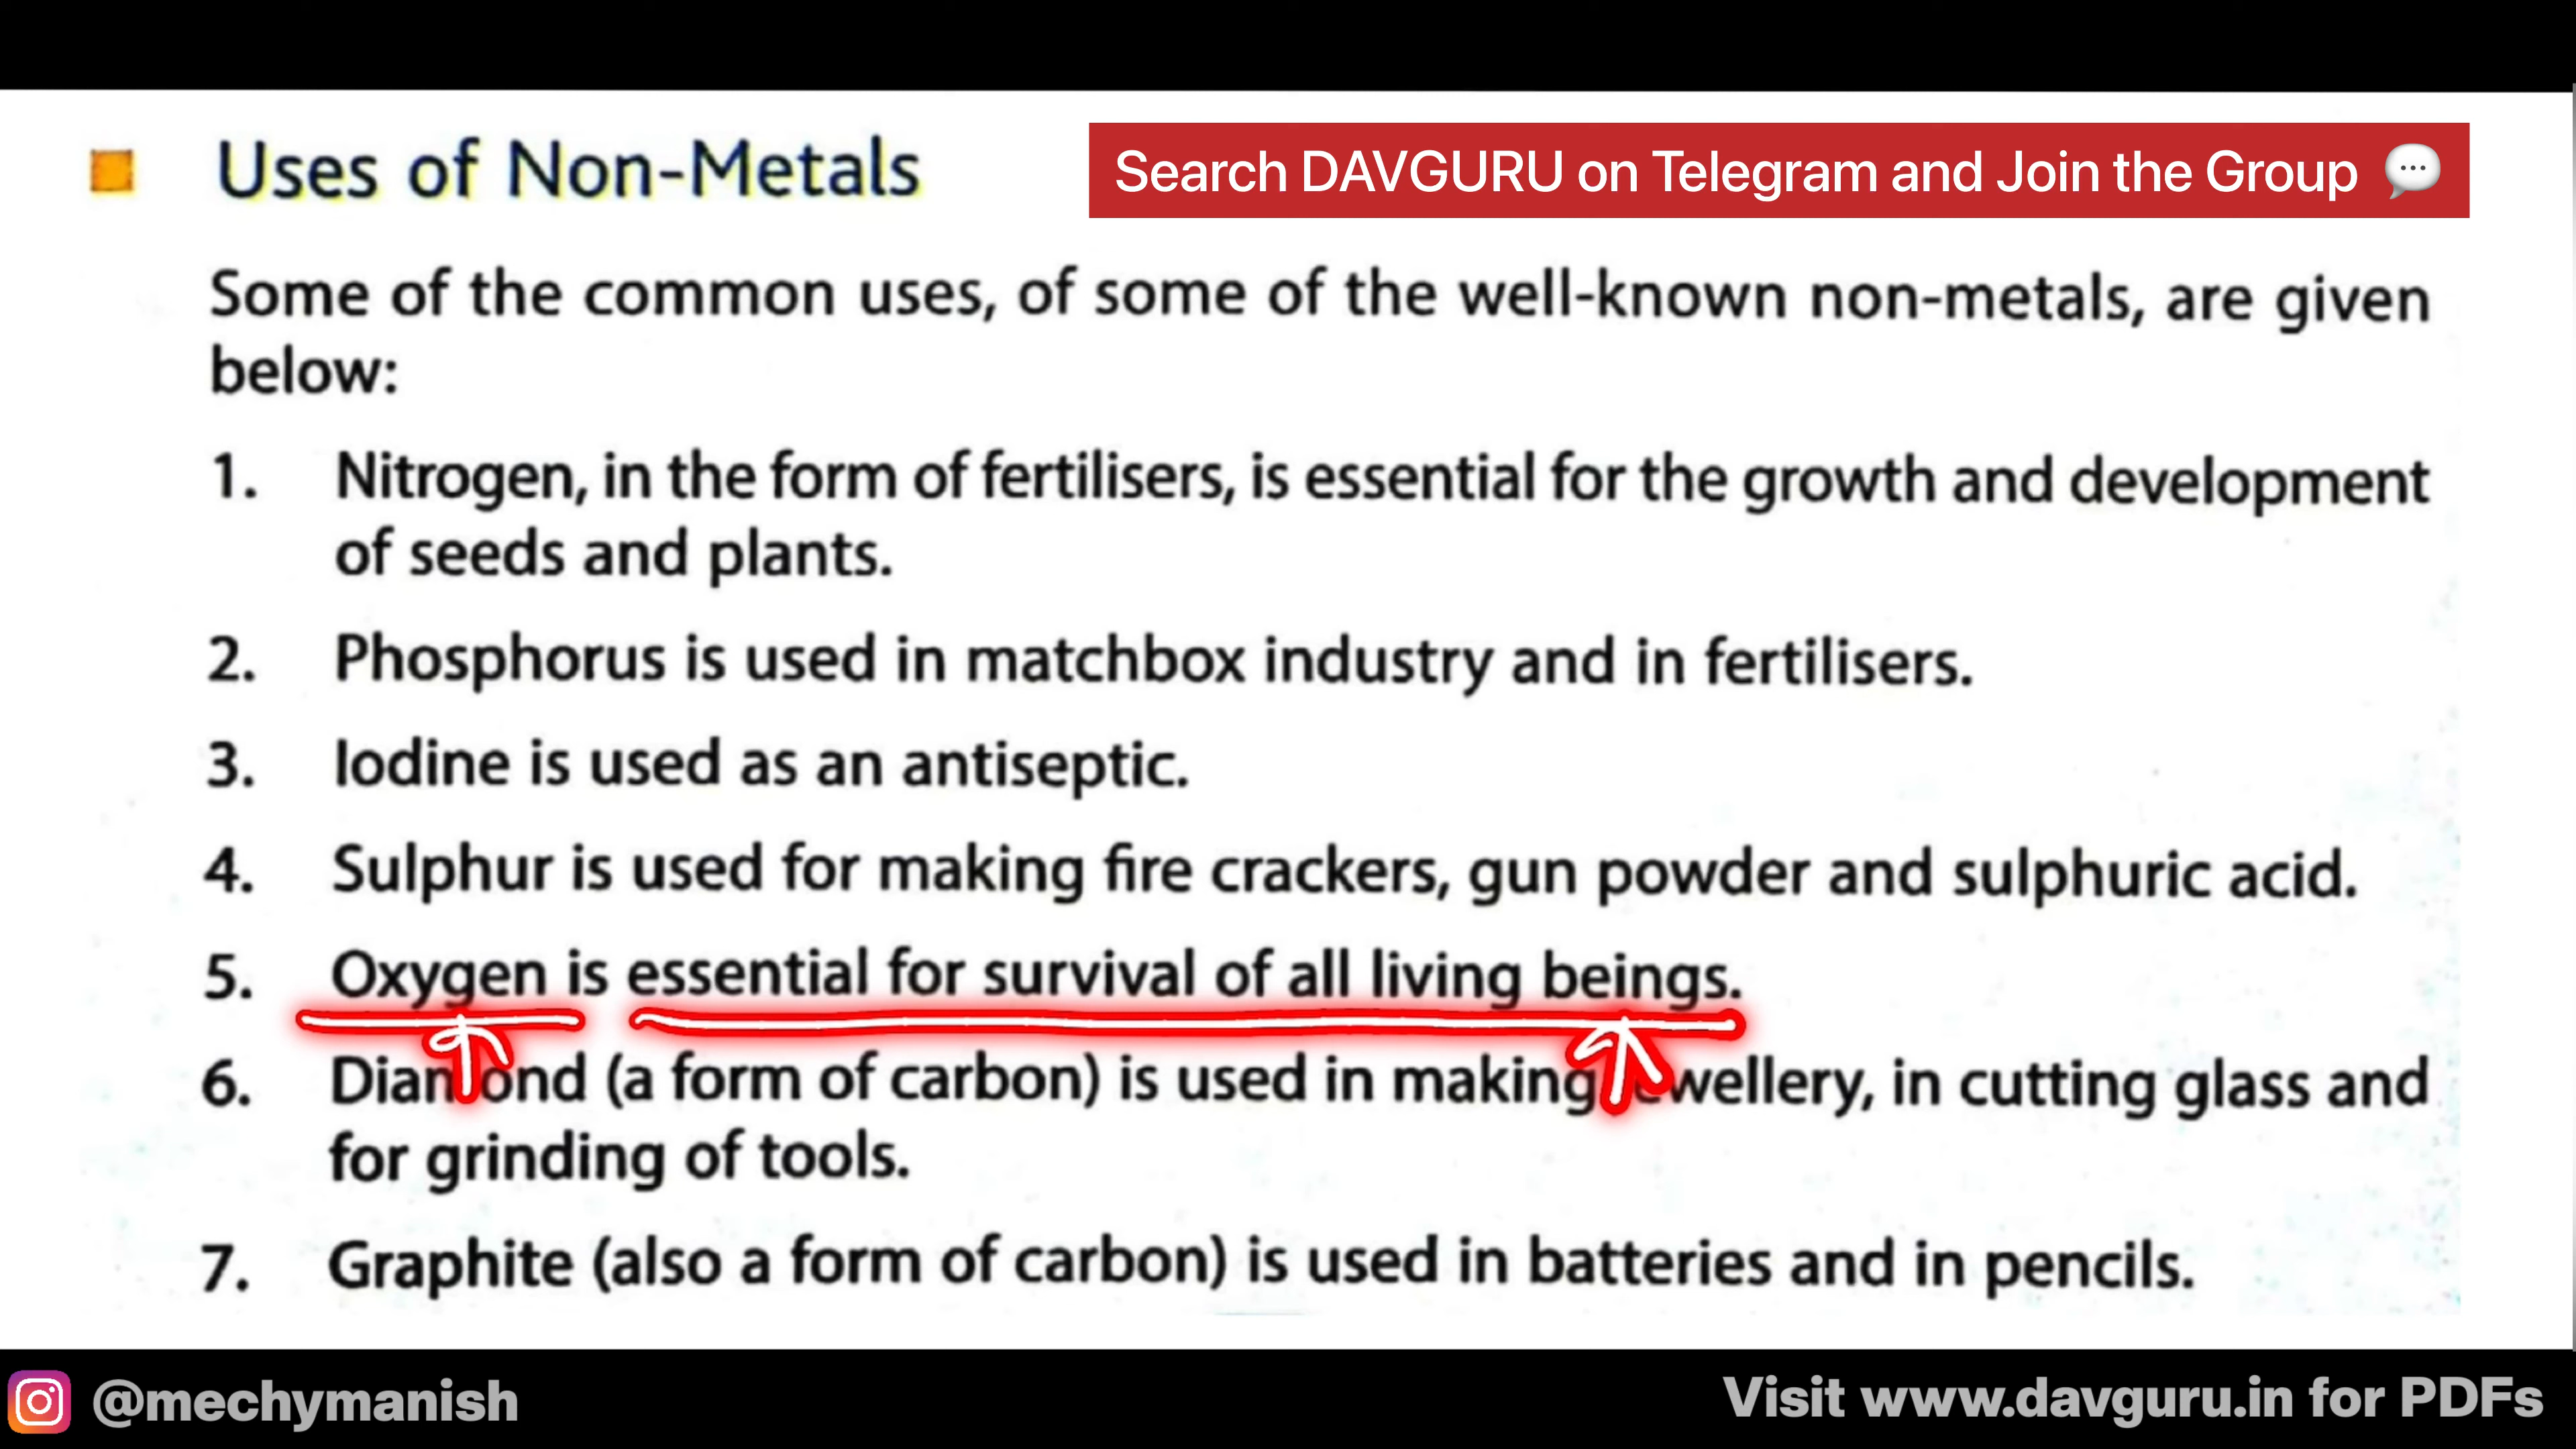 Uses of Non-Metals
Search DAVGURU on Telegram and Join the Group
Some of the common uses, of some of the well-known non-metals, are given
below:
1. Nitrogen, in the form of fertilisers, is essential for the growth and development
of seeds and plants.
2. Phosphorus is used in matchbox industry and in fertilisers.
3. Iodine is used as an antiseptic.
4. Sulphur is used for making fire crackers, gun powder and sulphuric acid.
5. Oxygen is essential for survival of all living beings.
6. Diamond (a form of carbon) is used in making jewellery, in cutting glass and
for grinding of tools.
7. Graphite (also a form of carbon) is used in batteries and in pencils.
@mechymanish
Visit www.davguru.in for PDFs